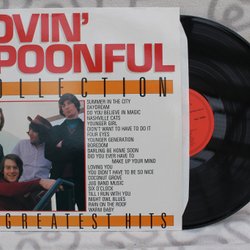 OVIN'
POONFUL
OLLECTION
SUMMER IN THE CITY
DAYDREAM
DO YOU BELIEVE IN MAGIC
NASHVILLE CATS
YOUNGER GIRL
DIDN'T WANT TO HAVE TO DO IT
FOUR EYES
YOUNGER GENERATION
BOREDOM
DARLING BE HOME SOON
DID YOU EVER HAVE TO
MAKE UP YOUR MIND
LOVING YOU
YOU DIDN'T HAVE TO BE SO NICE
COCONUT GROVE
JUG BAND MUSIC
SIX O'CLOCK
TILL I RUN WITH YOU
NIGHT OWL BLUES
RAIN ON THE ROOF
WARM BABY
GREATEST HITS